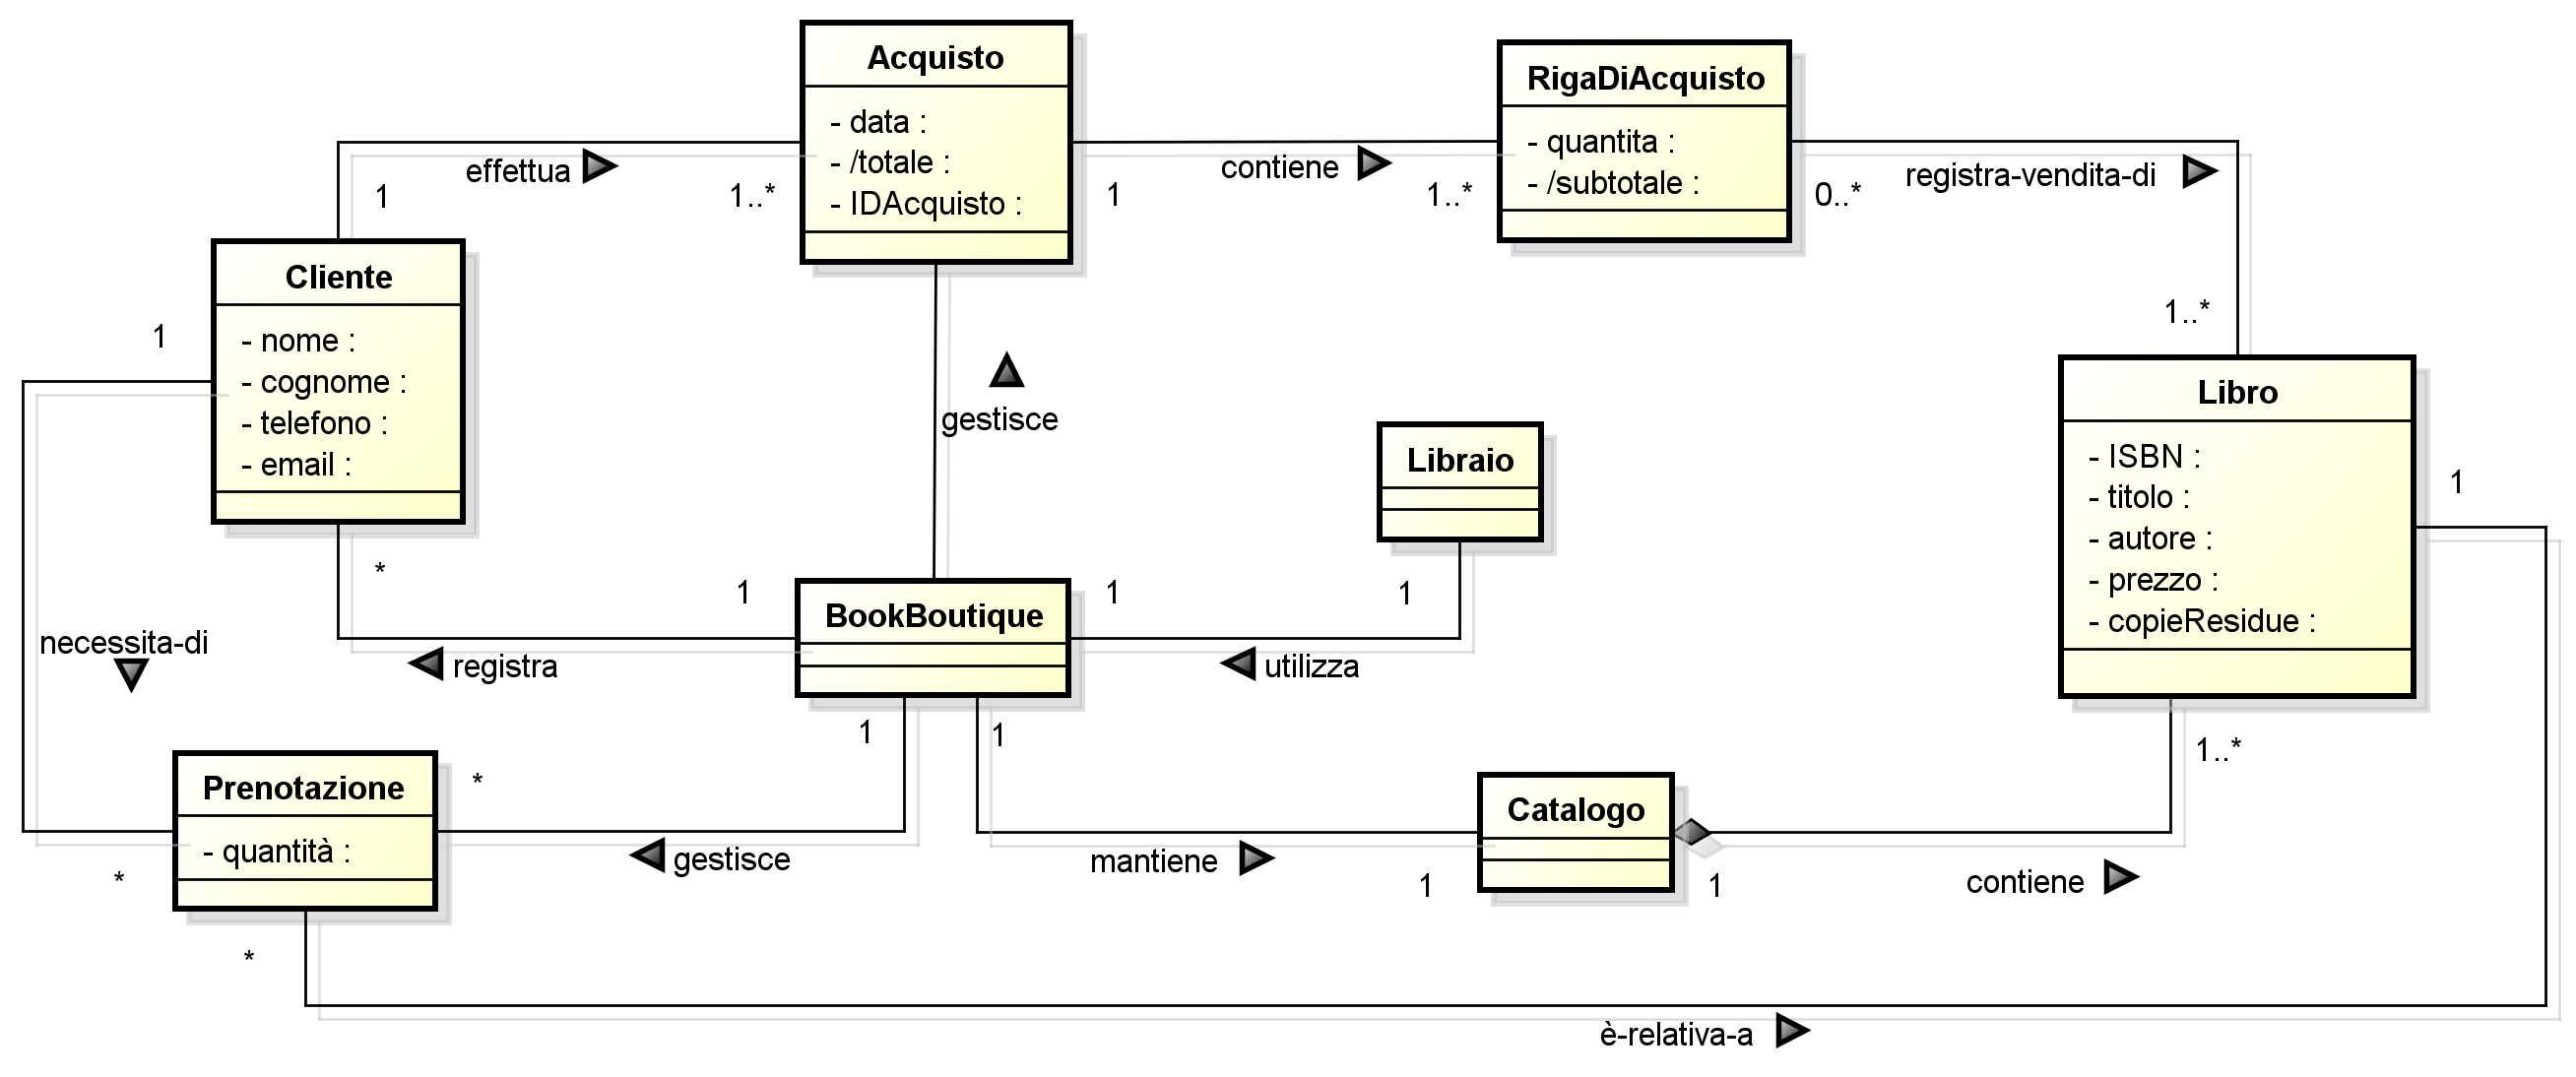 Acquisto
- data :
- /totale :
- IDAcquisto :
RigaDiAcquisto
- quantita :
- /subtotale :
effettua
1
1..*
1
contiene
1..*
0..*
registra-vendita-di
1..*
Cliente
- nome :
- cognome :
- telefono :
- email :
1
gestisce
Libraio
Libro
- ISBN :
- titolo :
- autore :
- prezzo :
- copieResidue :
1
*
1
BookBoutique
1
1
necessita-di
registra
utilizza
1
1
1..*
Prenotazione
- quantità :
*
*
gestisce
mantiene
Catalogo
1
1
contiene
*
è-relativa-a